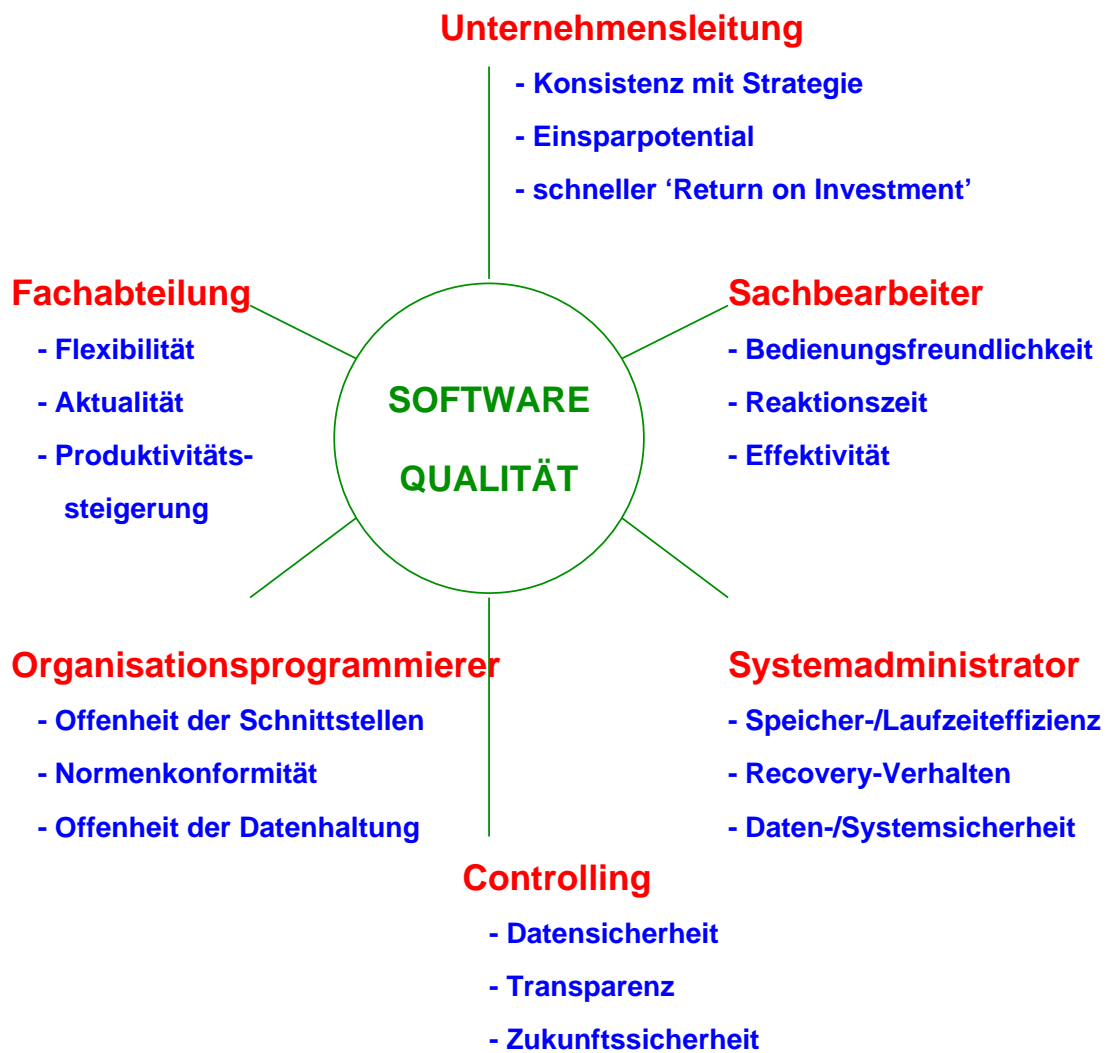 Unternehmensleitung
- Konsistenz mit Strategie
- Einsparpotential
- schneller ‘Return on Investment’
Fachabteilung
- Flexibilität
- Aktualität
- Produktivitäts-
steigerung
SOFTWARE
QUALITÄT
Sachbearbeiter
- Bedienungsfreundlichkeit
- Reaktionszeit
- Effektivität
Organisationsprogrammierer
- Offenheit der Schnittstellen
- Normenkonformität
- Offenheit der Datenhaltung
Systemadministrator
- Speicher-/Laufzeiteffizienz
- Recovery-Verhalten
- Daten-/Systemsicherheit
Controlling
- Datensicherheit
- Transparenz
- Zukunftssicherheit